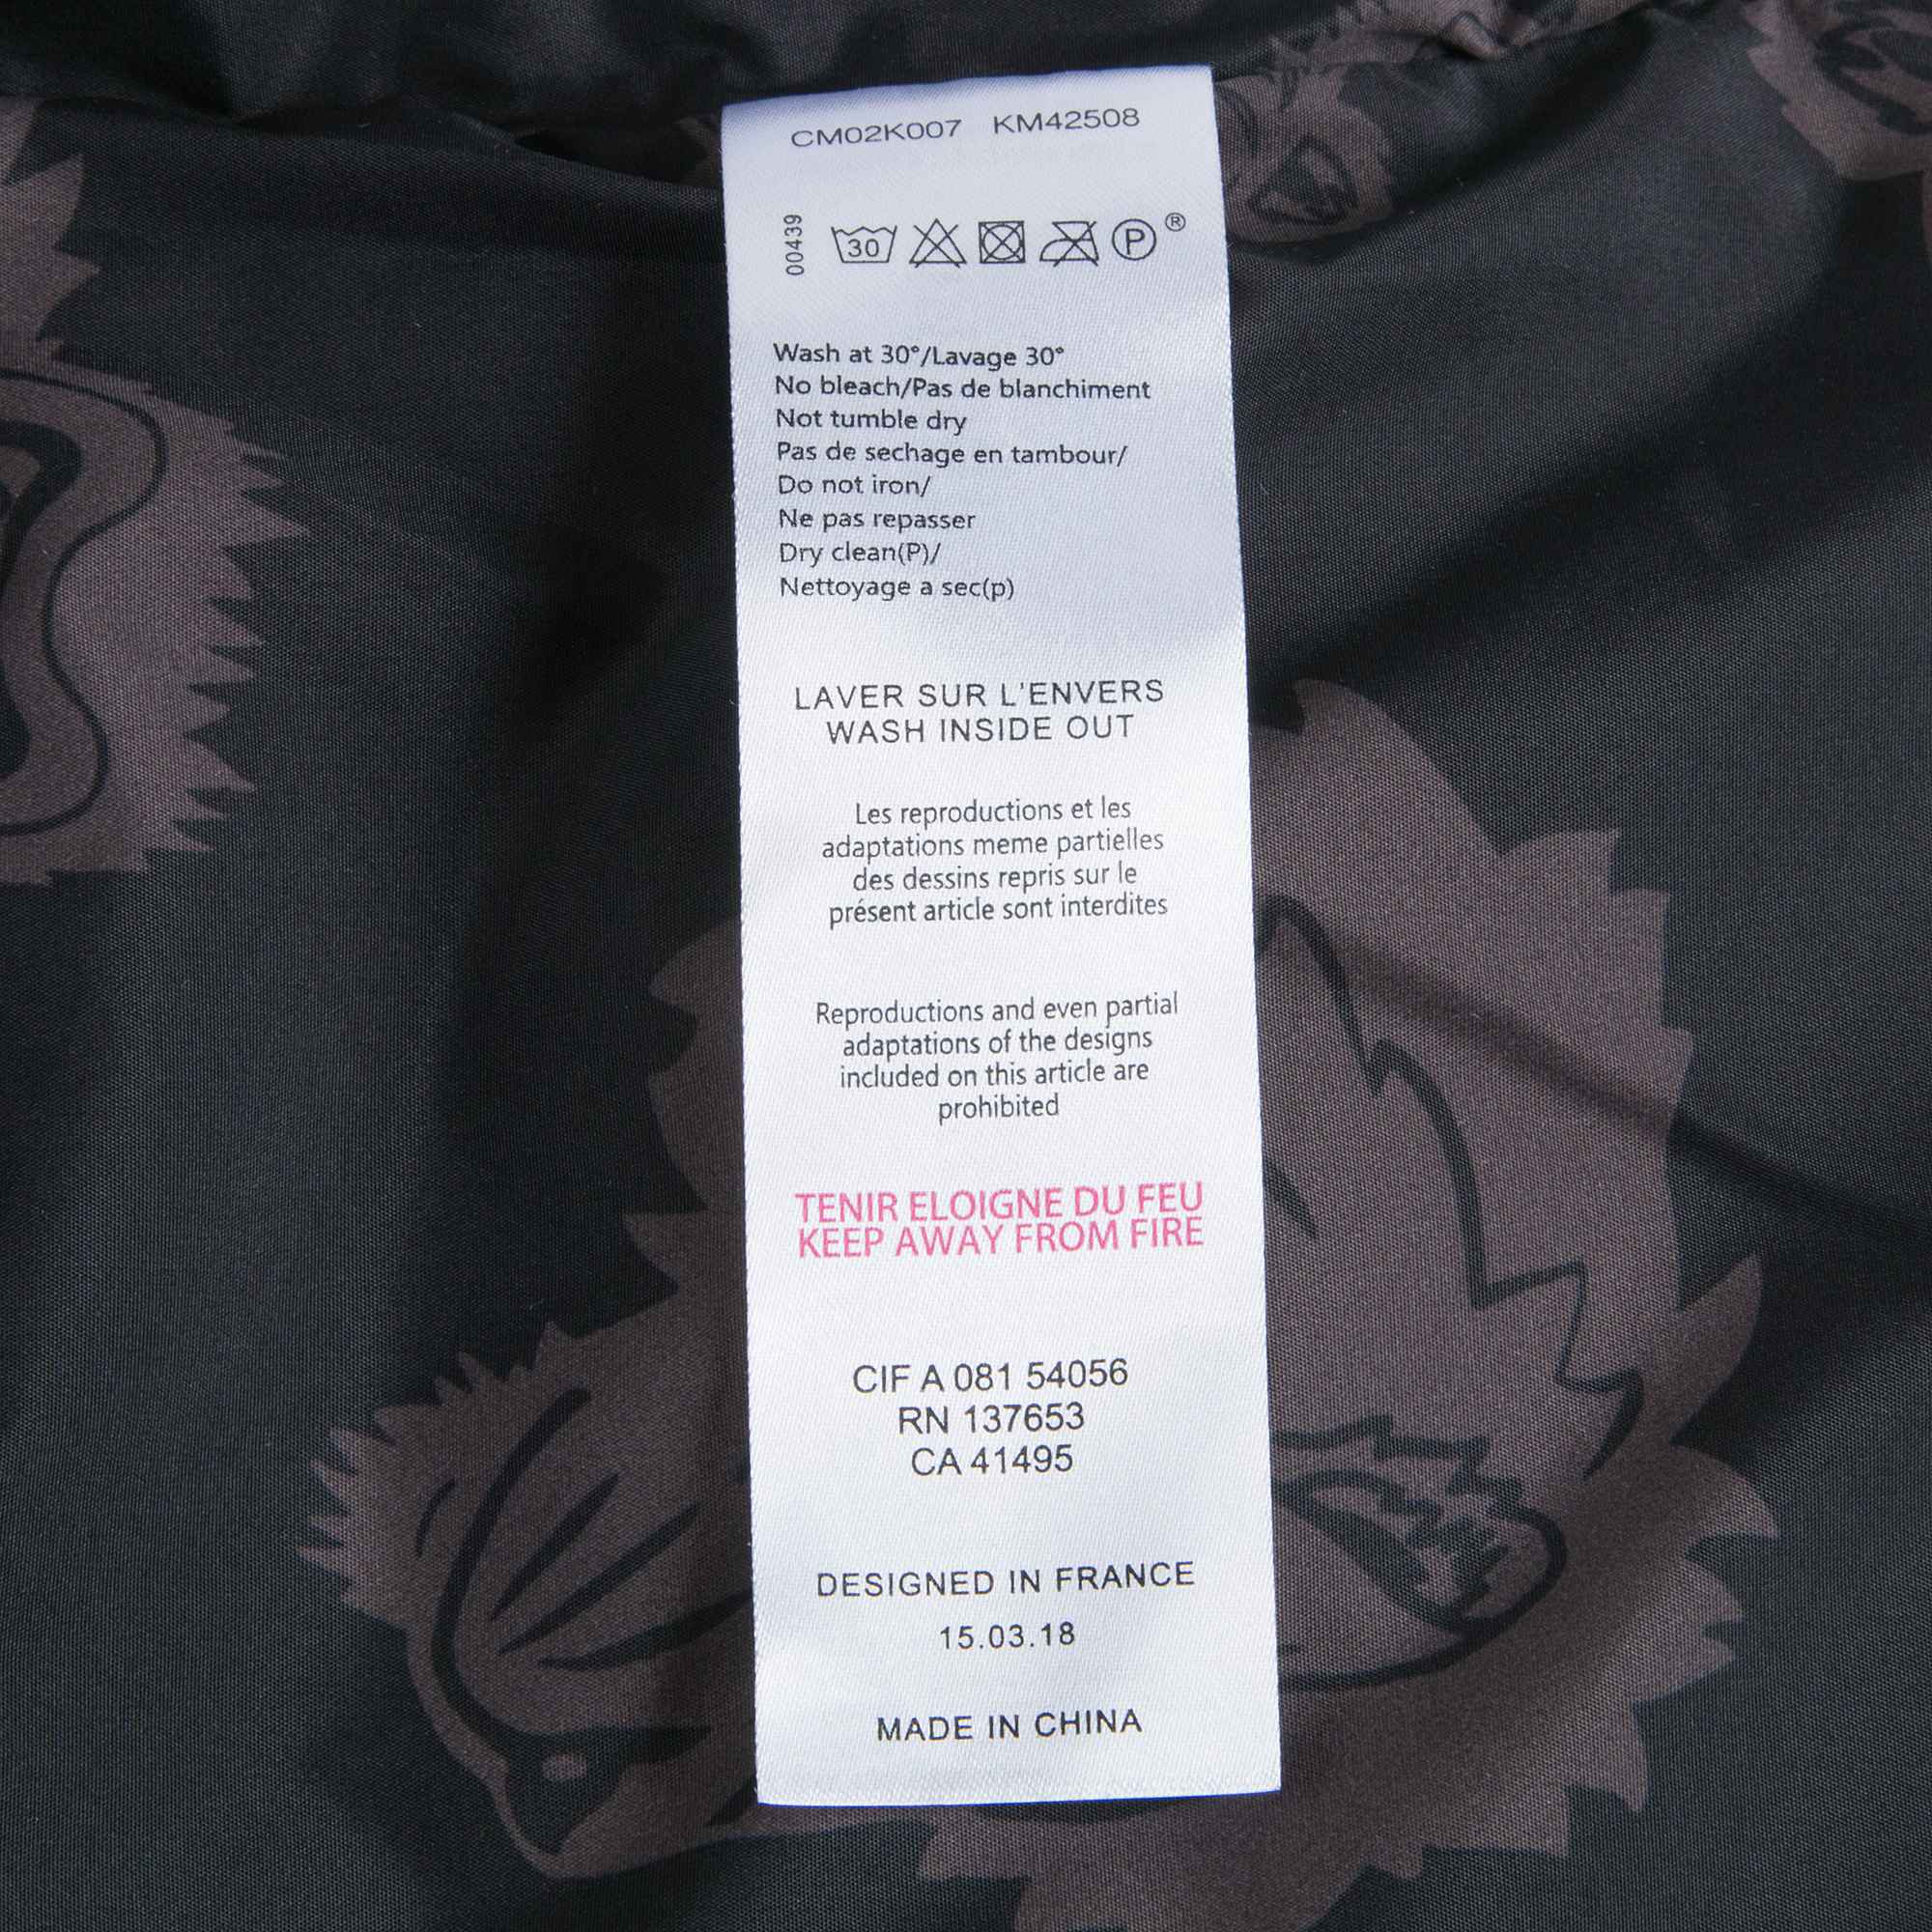 CM02K007 KM42508
00439
30 P ®
Wash at 30°/Lavage 30°
No bleach/Pas de blanchiment
Not tumble dry
Pas de sechage en tambour/
Do not iron/
Ne pas repasser
Dry clean(P)/
Nettoyage a sec(p)
LAVER SUR L'ENVERS
WASH INSIDE OUT
Les reproductions et les
adaptations meme partielles
des dessins repris sur le
présent article sont interdites
Reproductions and even partial
adaptations of the designs
included on this article are
prohibited
TENIR ELOIGNE DU FEU
KEEP AWAY FROM FIRE
CIF A 081 54056
RN 137653
CA 41495
DESIGNED IN FRANCE
15.03.18
MADE IN CHINA